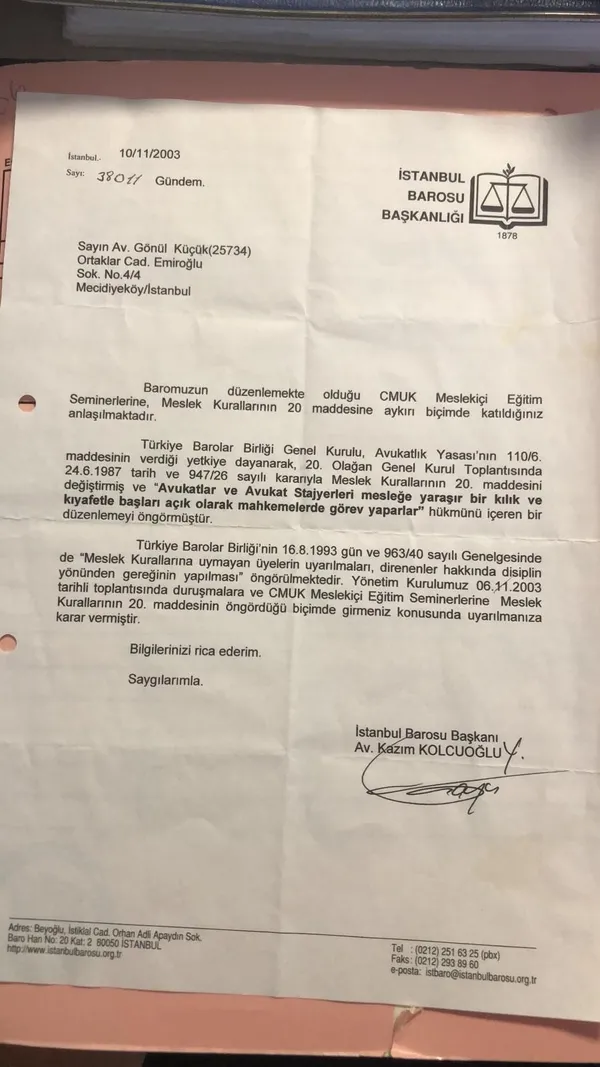 İstanbul.- 10/11/2003
Sayı: 38011 Gündem.
İSTANBUL
BAROSU
BAŞKANLIĞI
1878
Sayın Av. Gönül Küçük(25734)
Ortaklar Cad. Emiroğlu
Sok. No.4/4
Mecidiyeköy/İstanbul
Baromuzun düzenlemekte olduğu CMUK Meslekiçi Eğitim
Seminerlerine, Meslek Kurallarının 20 maddesine aykırı biçimde katıldığınız
anlaşılmaktadır.
Türkiye Barolar Birliği Genel Kurulu, Avukatlık Yasası'nın 110/6.
maddesinin verdiği yetkiye dayanarak, 20. Olağan Genel Kurul Toplantısında
24.6.1987 tarih ve 947/26 sayılı kararıyla Meslek Kurallarının 20. maddesini
değiştirmiş ve "Avukatlar ve Avukat Stajyerleri mesleğe yaraşır bir kılık ve
kıyafetle başları açık olarak mahkemelerde görev yaparlar" hükmünü içeren bir
düzenlemeyi öngörmüştür.
Türkiye Barolar Birliği'nin 16.8.1993 gün ve 963/40 sayılı Genelgesinde
de "Meslek Kurallarına uymayan üyelerin uyarılmaları, direnenler hakkında disiplin
yönünden gereğinin yapılması" öngörülmektedir. Yönetim Kurulumuz 06.11.2003
tarihli toplantısında duruşmalara ve CMUK Meslekiçi Eğitim Seminerlerine Meslek
Kurallarının 20. maddesinin öngördüğü biçimde girmeniz konusunda uyarılmanıza
karar vermiştir.
Bilgilerinizi rica ederim.
Saygılarımla.
İstanbul Barosu Başkanı
Av. Kazım KOLCUOĞLU
Adres: Beyoğlu, İstiklal Cad. Orhan Adli Apaydın Sok.
Baro Han No: 20 Kat: 2 80050 İSTANBUL
http://www.istanbulbarosu.org.tr
Tel : (0212) 251 63 25 (pbx)
Faks : (0212) 293 89 60
e-posta: istbaro@istanbulbarosu.org.tr